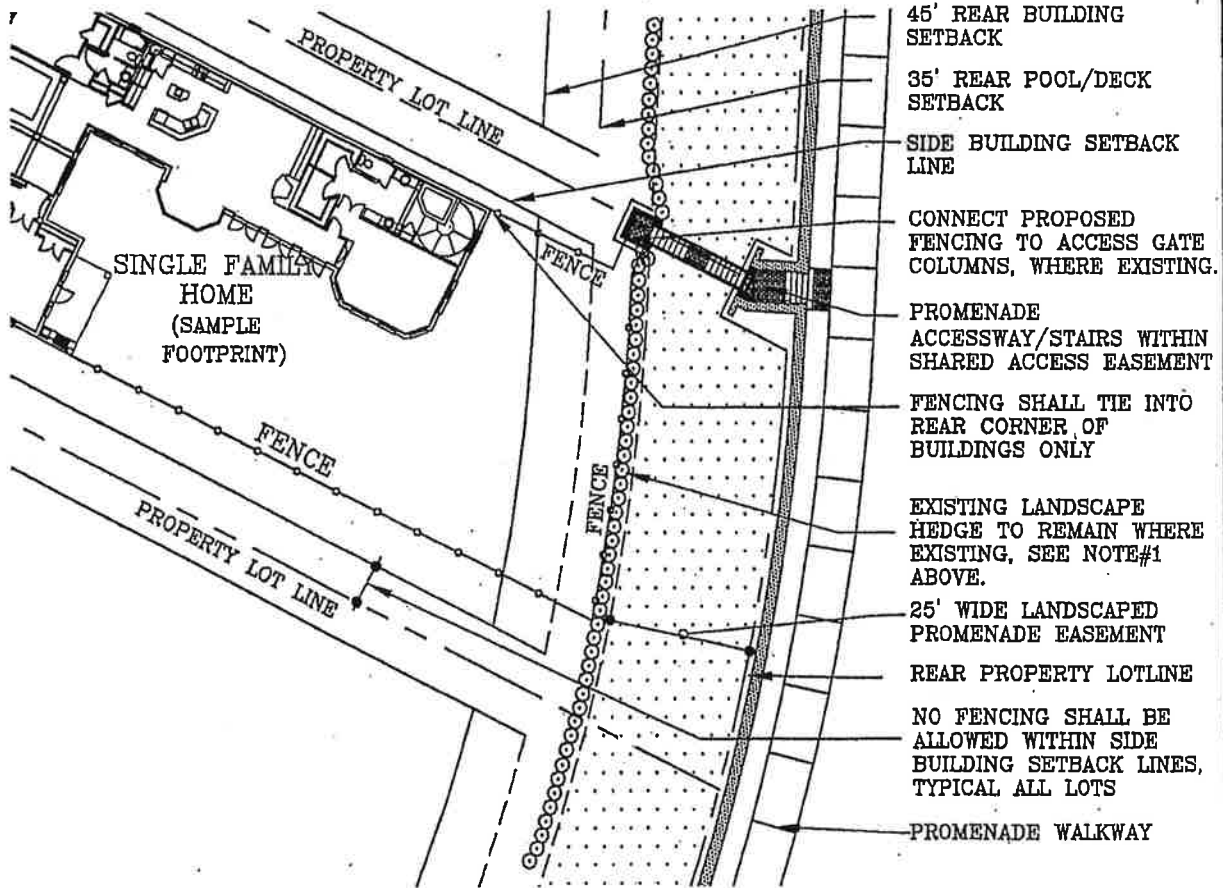 PROPERTY LOT LINE
SINGLE FAMILY
HOME
(SAMPLE
FOOTPRINT)
FENCE
FENCE
FENCE
PROPERTY LOT LINE
45' REAR BUILDING
SETBACK
35' REAR POOL/DECK
SETBACK
SIDE BUILDING SETBACK
LINE
CONNECT PROPOSED
FENCING TO ACCESS GATE
COLUMNS, WHERE EXISTING.
PROMENADE
ACCESSWAY/STAIRS WITHIN
SHARED ACCESS EASEMENT
FENCING SHALL TIE INTO
REAR CORNER OF
BUILDINGS ONLY
EXISTING LANDSCAPE
HEDGE TO REMAIN WHERE
EXISTING, SEE NOTE#1
ABOVE.
25' WIDE LANDSCAPED
PROMENADE EASEMENT
REAR PROPERTY LOTLINE
NO FENCING SHALL BE
ALLOWED WITHIN SIDE
BUILDING SETBACK LINES,
TYPICAL ALL LOTS
PROMENADE WALKWAY